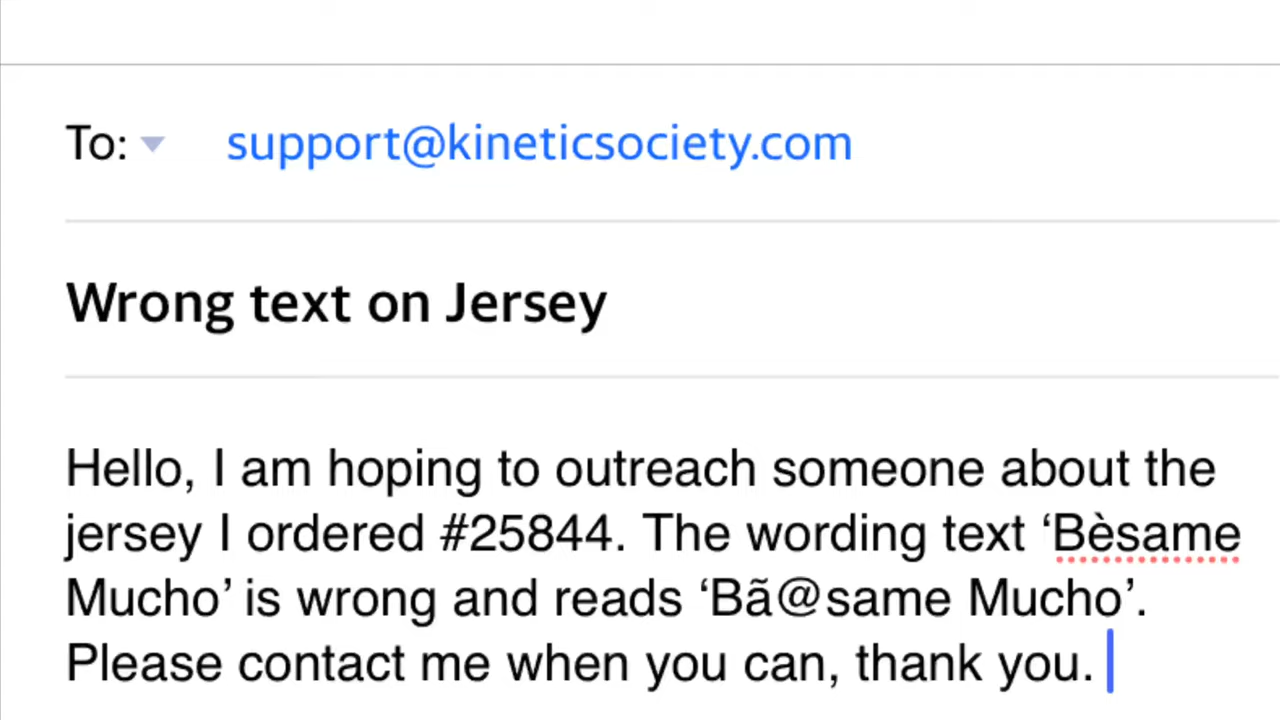 To:
support@kineticsociety.com
Wrong text on Jersey
Hello, I am hoping to outreach someone about the
jersey I ordered #25844. The wording text ‘Bèsame
Mucho’ is wrong and reads ‘Bã@same Mucho’.
Please contact me when you can, thank you.